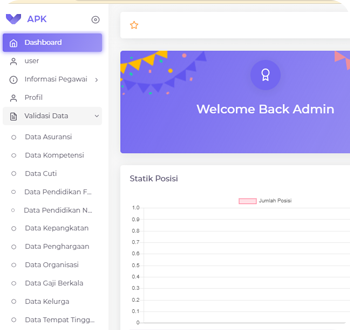 APK
Dashboard
user
Informasi Pegawai
Profil
Validasi Data
Data Asuransi
Data Kompetensi
Data Cuti
Data Pendidikan F...
Data Pendidikan N...
Data Kepangkatan
Data Penghargaan
Data Organisasi
Data Gaji Berkala
Data Kelurga
Data Tempat Tingg...
Welcome Back Admin
Statik Posisi
Jumlah Posisi
1.0
0.9
0.8
0.7
0.6
0.5
0.4
0.3
0.2
0.1
0